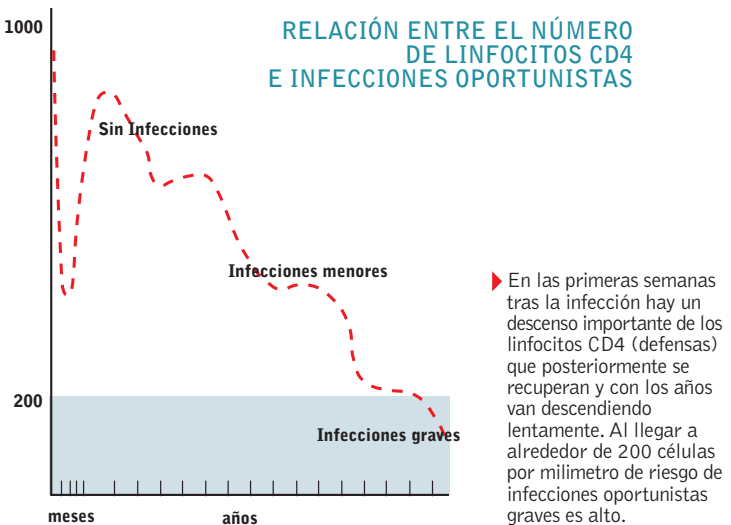 RELACIÓN ENTRE EL NÚMERO
DE LINFOCITOS CD4
E INFECCIONES OPORTUNISTAS
1000
Sin Infecciones
Infecciones menores
200
Infecciones graves
meses
años
En las primeras semanas
tras la infección hay un
descenso importante de los
linfocitos CD4 (defensas)
que posteriormente se
recuperan y con los años
van descendiendo
lentamente. Al llegar a
alrededor de 200 células
por milimetro de riesgo de
infecciones oportunistas
graves es alto.